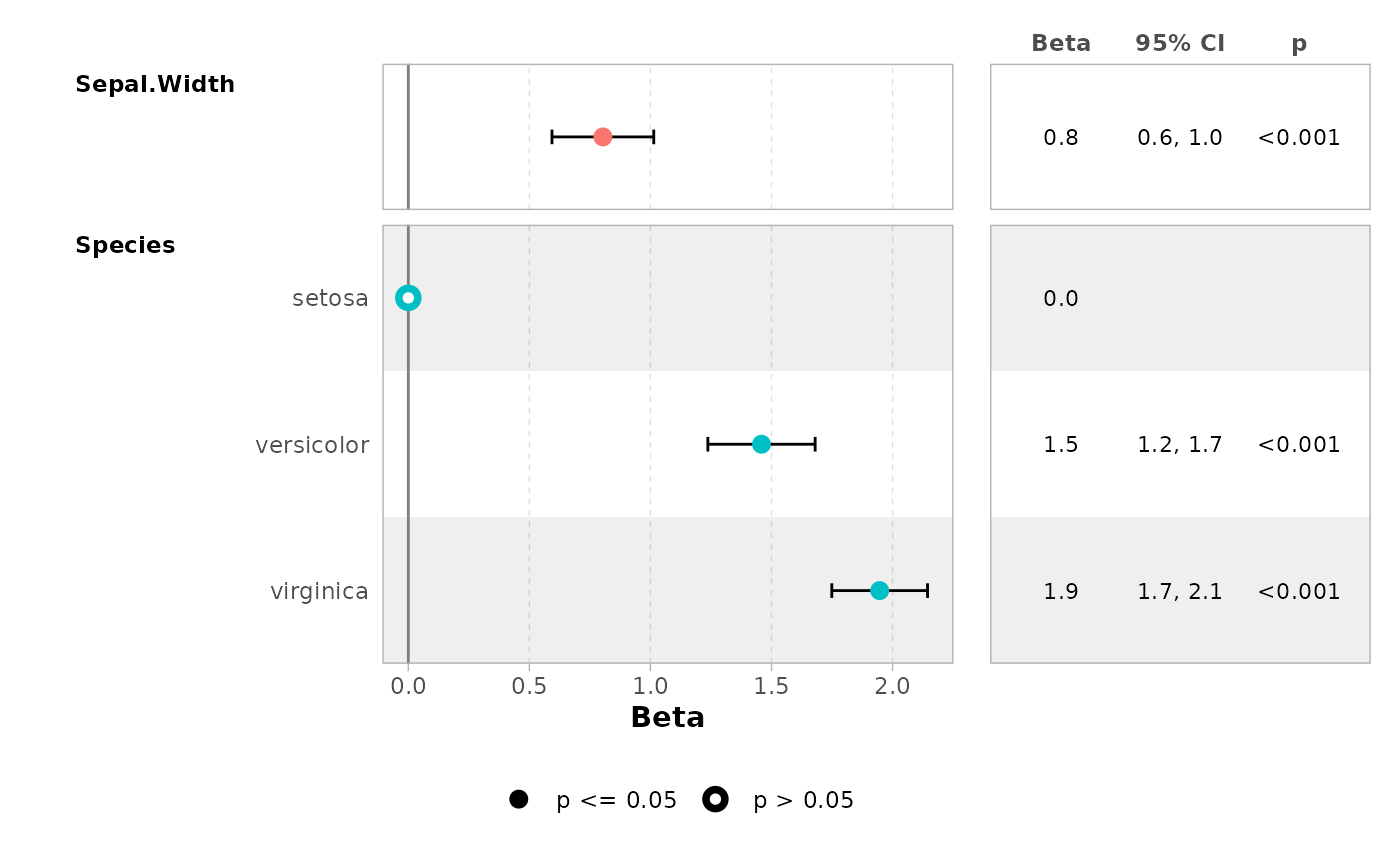 Beta 95% CI p
Sepal.Width
0.8 0.6, 1.0 <0.001
Species
setosa 0.0
versicolor 1.5 1.2, 1.7 <0.001
virginica 1.9 1.7, 2.1 <0.001
0.0 0.5 1.0 1.5 2.0
Beta
p <= 0.05 p > 0.05